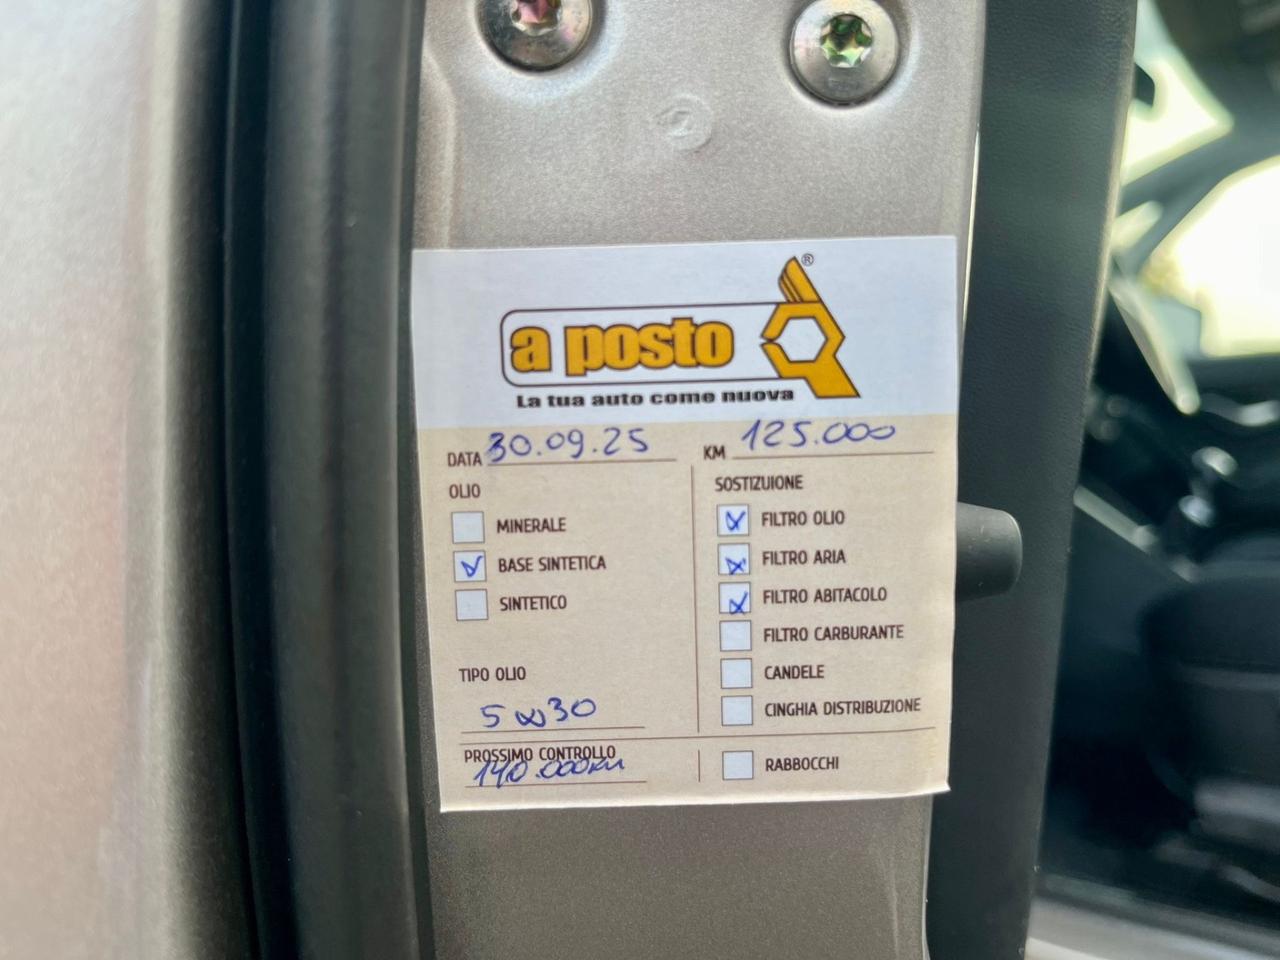 a posto ®
La tua auto come nuova
DATA 30.09.25 KM 125.000
OLIO
MINERALE
BASE SINTETICA
SINTETICO
TIPO OLIO
5w30
PROSSIMO CONTROLLO
140.000km
SOSTIZUIONE
FILTRO OLIO
FILTRO ARIA
FILTRO ABITACOLO
FILTRO CARBURANTE
CANDELE
CINGHIA DISTRIBUZIONE
RABBOCCHI